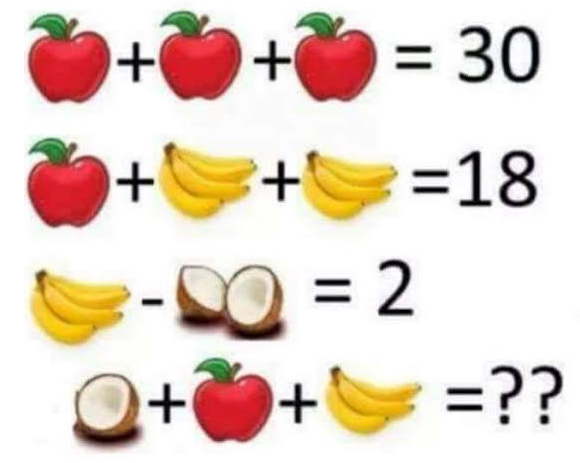 + + = 30
+ + =18
- = 2
+ + =??